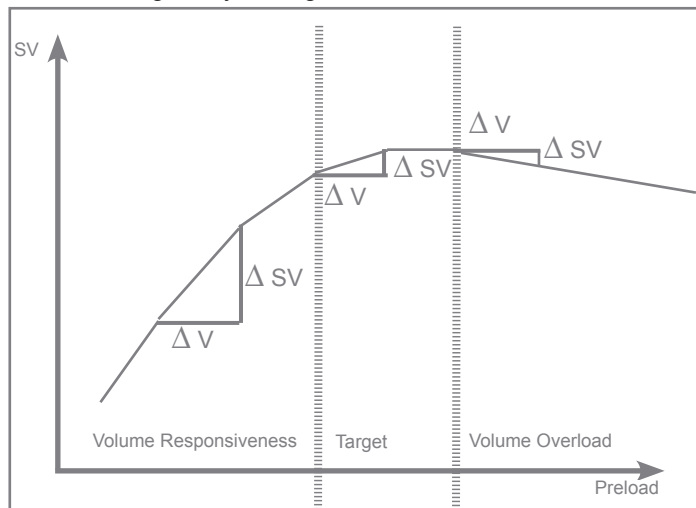 SV
Δ V
Δ SV
Δ V
Δ SV
Δ SV
Δ V
Volume Responsiveness
Target
Volume Overload
Preload